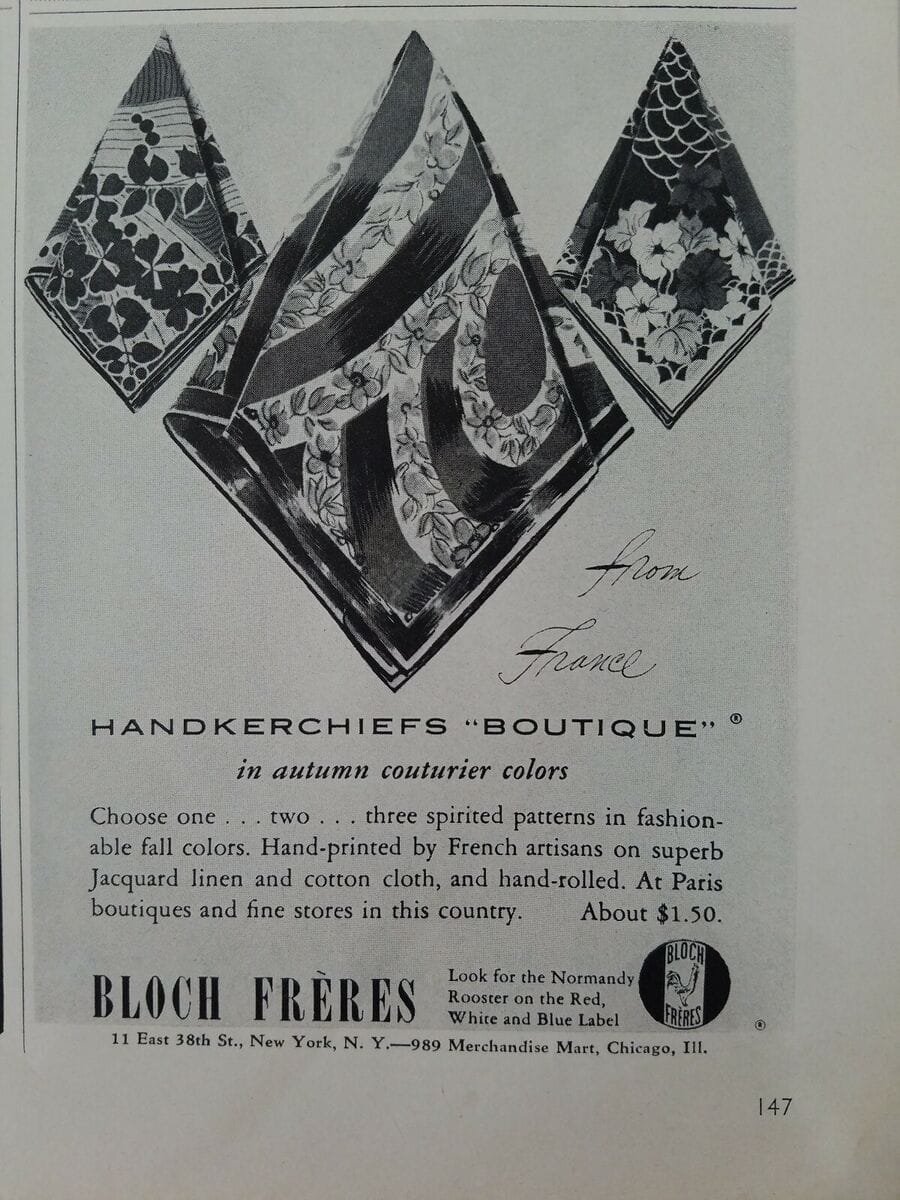 from
France
HANDKERCHIEFS “BOUTIQUE” ®
in autumn couturier colors
Choose one . . . two . . . three spirited patterns in fashion-
able fall colors. Hand-printed by French artisans on superb
Jacquard linen and cotton cloth, and hand-rolled. At Paris
boutiques and fine stores in this country. About $1.50.
BLOCH FRÈRES
Look for the Normandy
Rooster on the Red,
White and Blue Label
BLOCH
FRÈRES
®
11 East 38th St., New York, N. Y.—989 Merchandise Mart, Chicago, Ill.
147